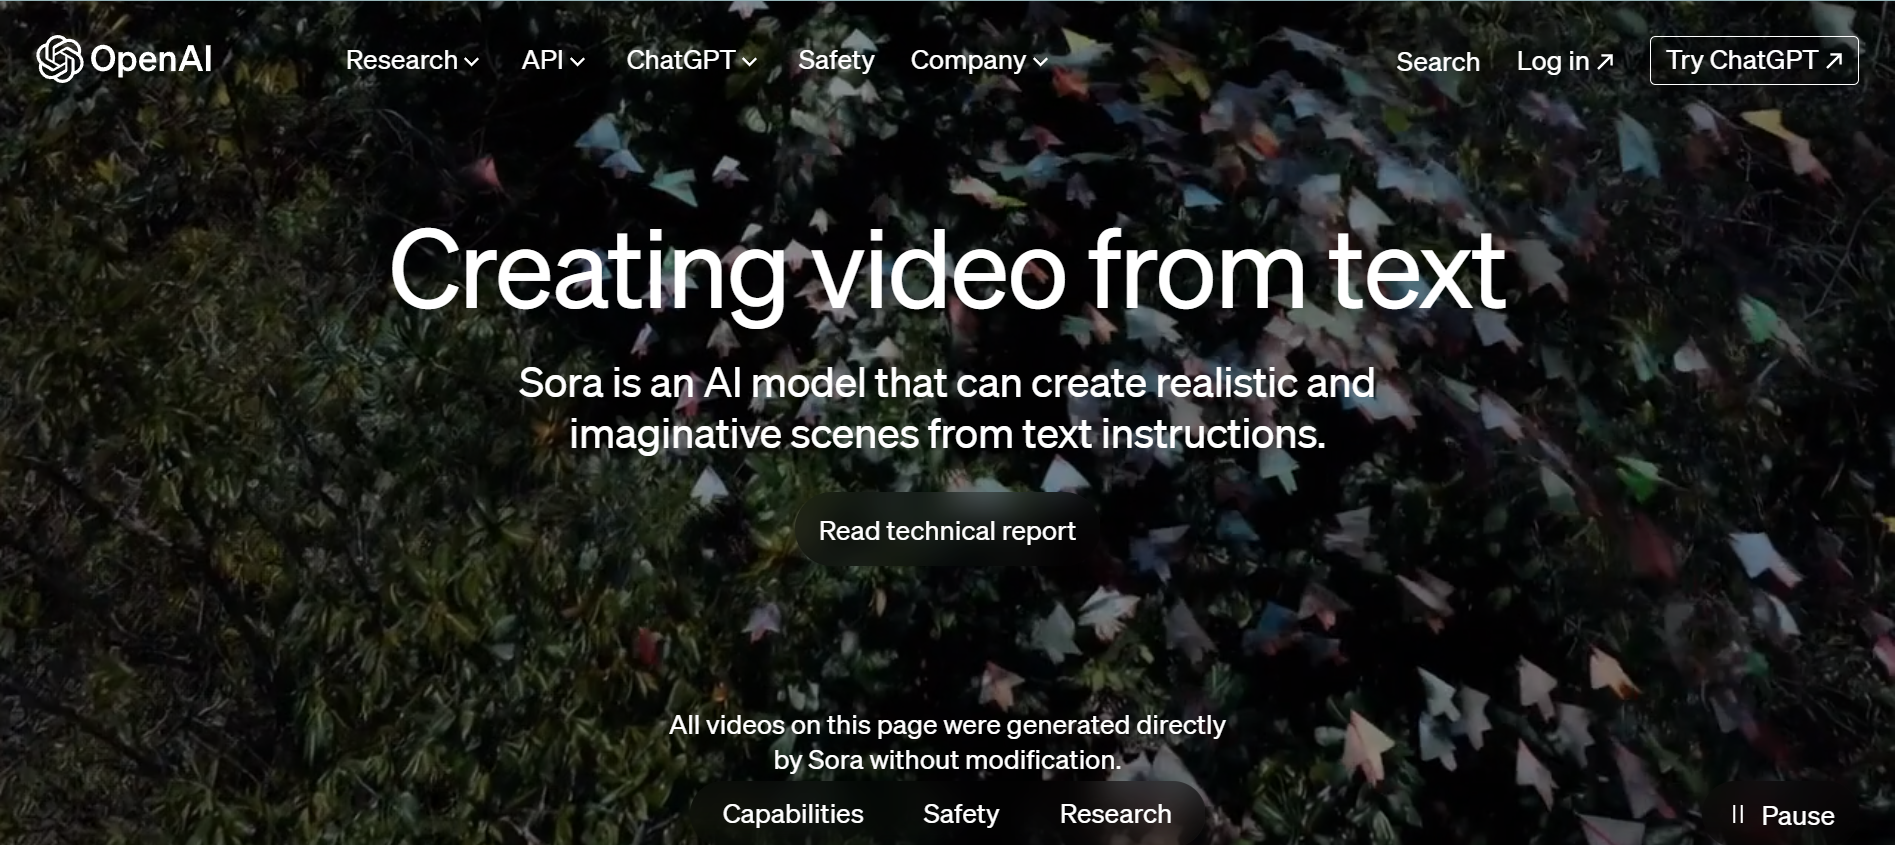 OpenAI
Research
API
ChatGPT
Safety
Company
Search
Log in
Try ChatGPT
Creating video from text
Sora is an AI model that can create realistic and
imaginative scenes from text instructions.
Read technical report
All videos on this page were generated directly
by Sora without modification.
Capabilities
Safety
Research
Pause